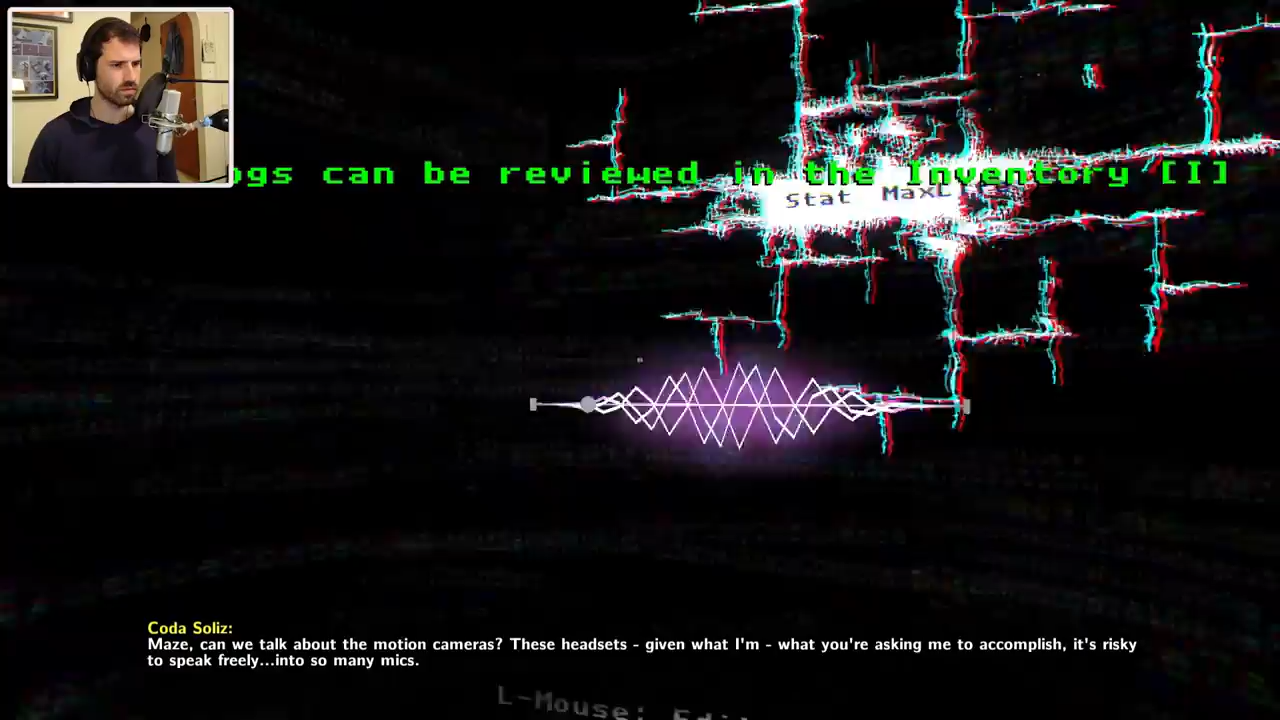 ogs can be reviewed in the Inventory [I]
Stat MaxL
Coda Soliz:
Maze, can we talk about the motion cameras? These headsets - given what I'm - what you're asking me to accomplish, it's risky
to speak freely...into so many mics.
L-Mouse: Edi